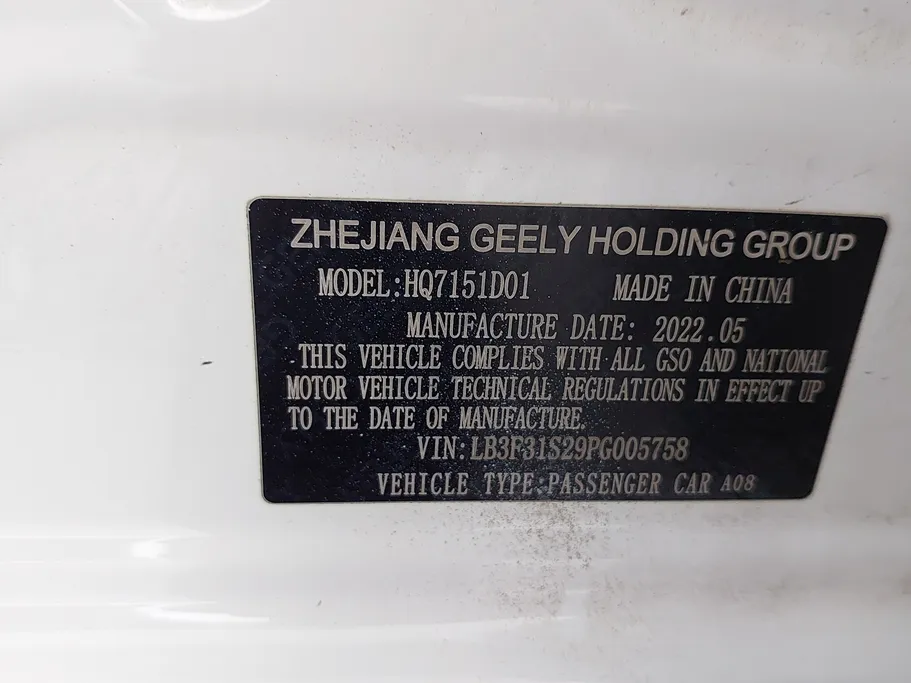 ZHEJIANG GEELY HOLDING GROUP
MODEL:HQ7151D01 MADE IN CHINA
MANUFACTURE DATE: 2022.05
THIS VEHICLE COMPLIES WITH ALL GSO AND NATIONAL
MOTOR VEHICLE TECHNICAL REGULATIONS IN EFFECT UP
TO THE DATE OF MANUFACTURE.
VIN:LB3F31S29PG005758
VEHICLE TYPE:PASSENGER CAR A08